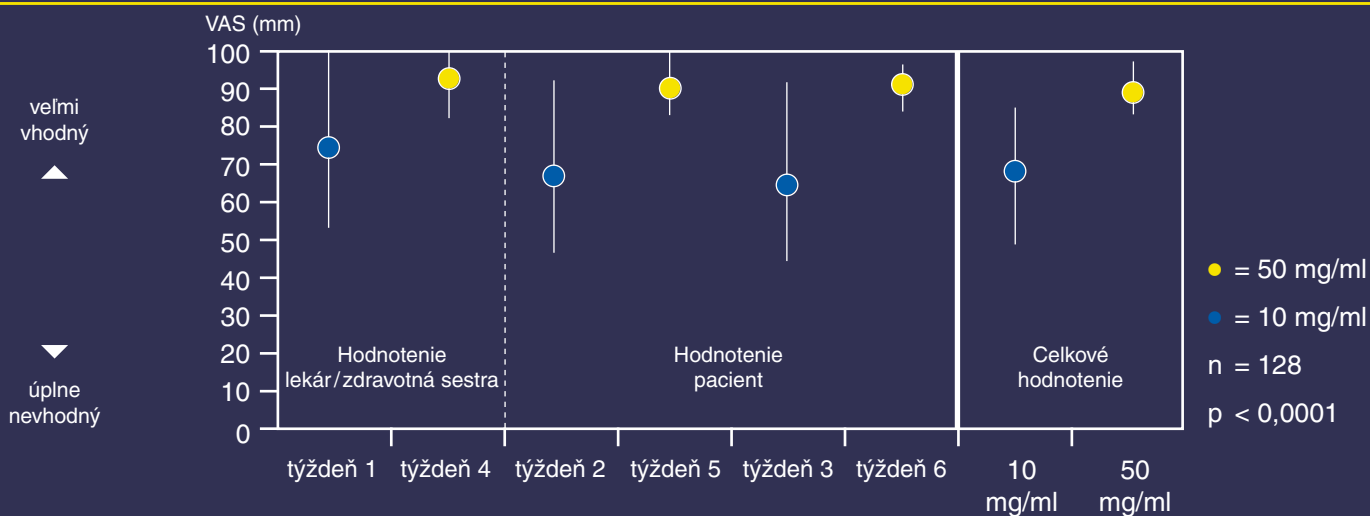 VAS (mm)
100
90
80
70
60
50
40
30
20
10
0
veľmi
vhodný
úplne
nevhodný
Hodnotenie
lekár/zdravotná sestra
Hodnotenie
pacient
Celkové
hodnotenie
týždeň 1
týždeň 4
týždeň 2
týždeň 5
týždeň 3
týždeň 6
10
mg/ml
50
mg/ml
= 50 mg/ml
= 10 mg/ml
n = 128
p < 0,0001